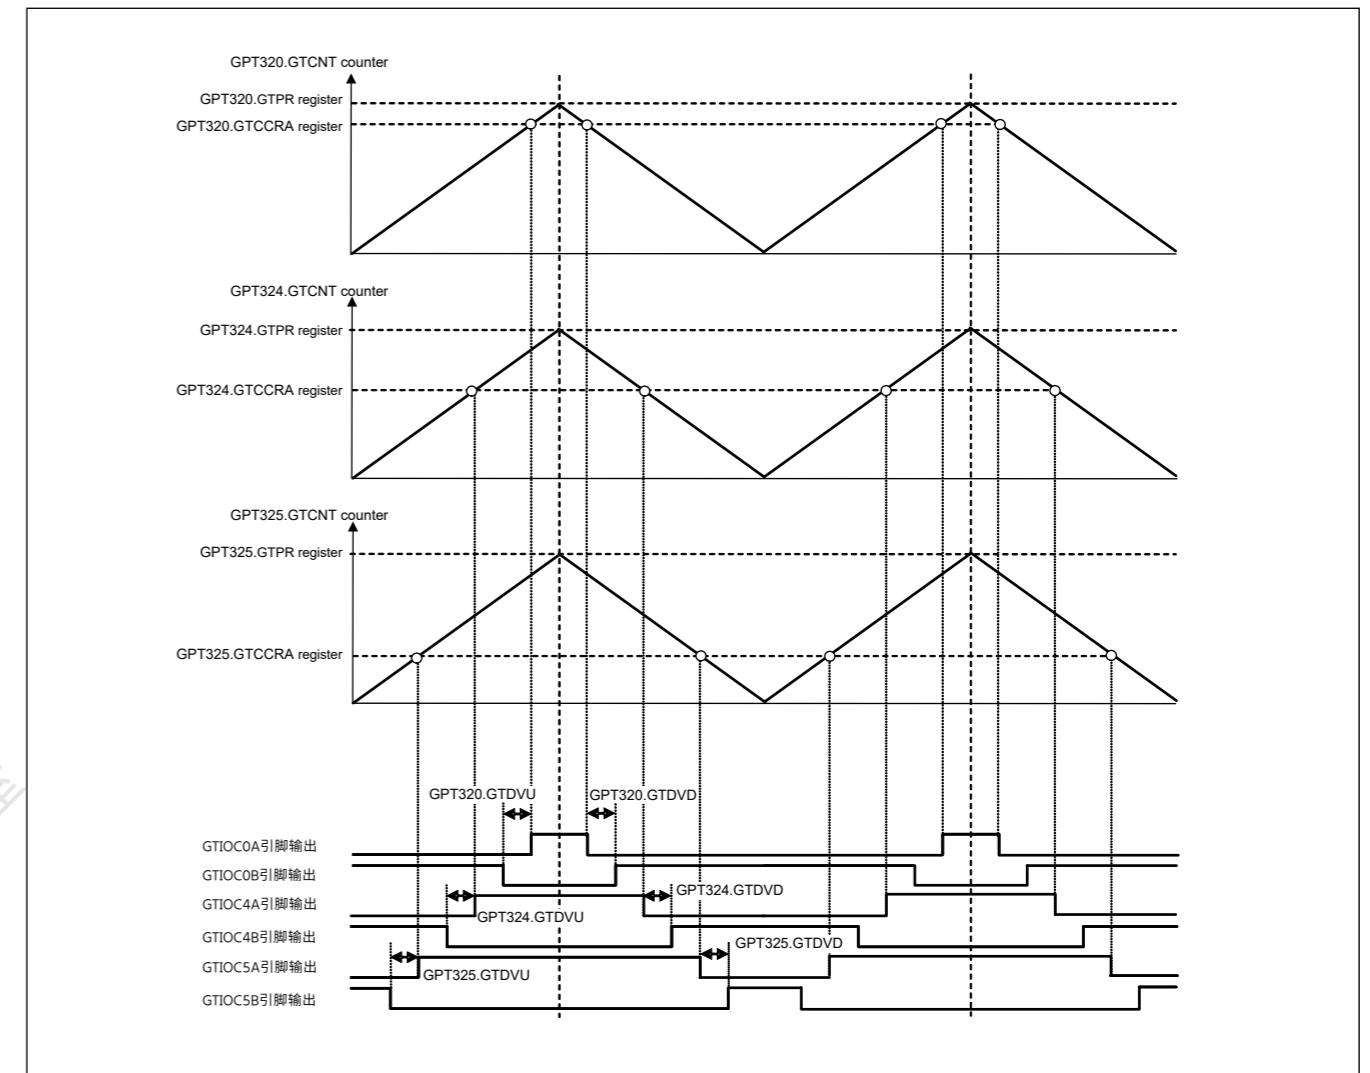 GPT320.GTCNT counter
GPT320.GTPR register
GPT320.GTCCRA register
GPT324.GTCNT counter
GPT324.GTPR register
GPT324.GTCCRA register
GPT325.GTCNT counter
GPT325.GTPR register
GPT325.GTCCRA register
GPT320.GTDVU GPT320.GTDVD
GTIOC0A引脚输出
GTIOC0B引脚输出
GPT324.GTDVD
GTIOC4A引脚输出
GPT324.GTDVU
GTIOC4B引脚输出
GPT325.GTDVD
GTIOC5A引脚输出
GPT325.GTDVU
GTIOC5B引脚输出